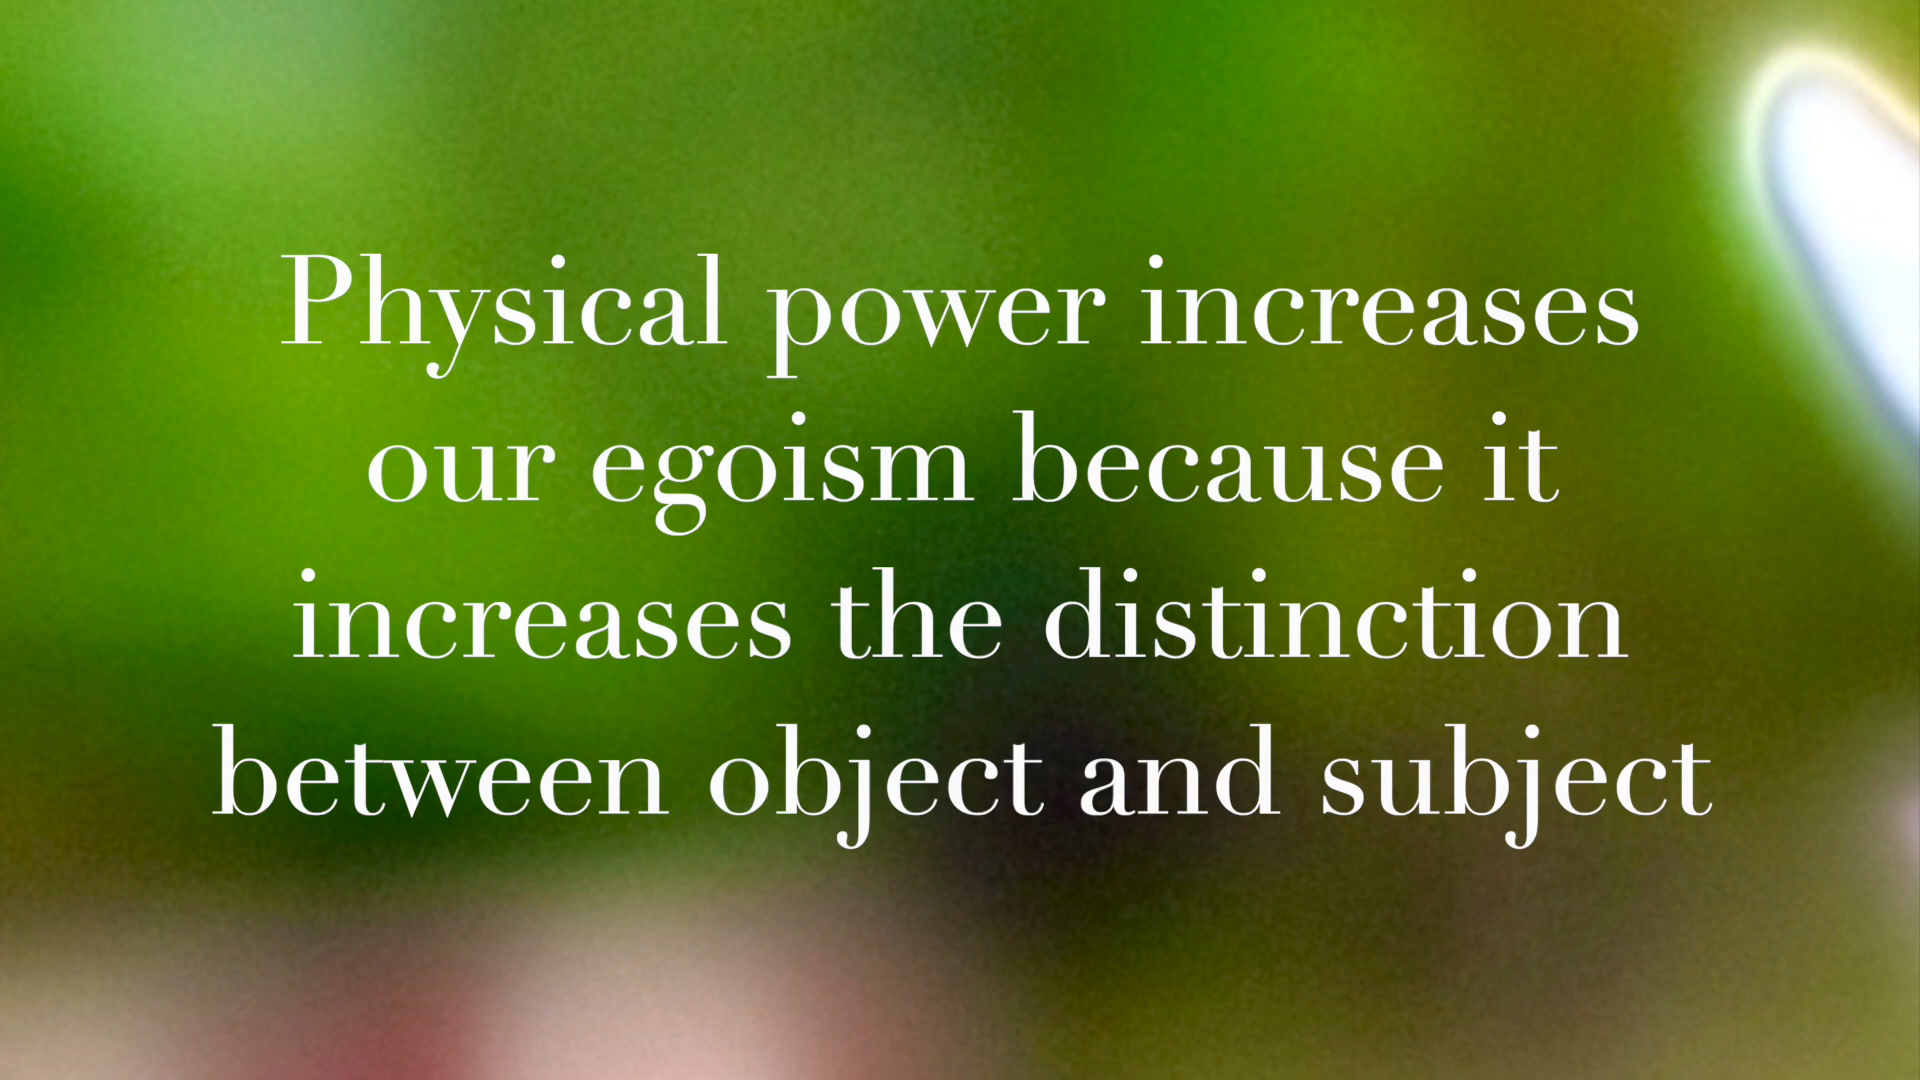 Physical power increases
our egoism because it
increases the distinction
between object and subject